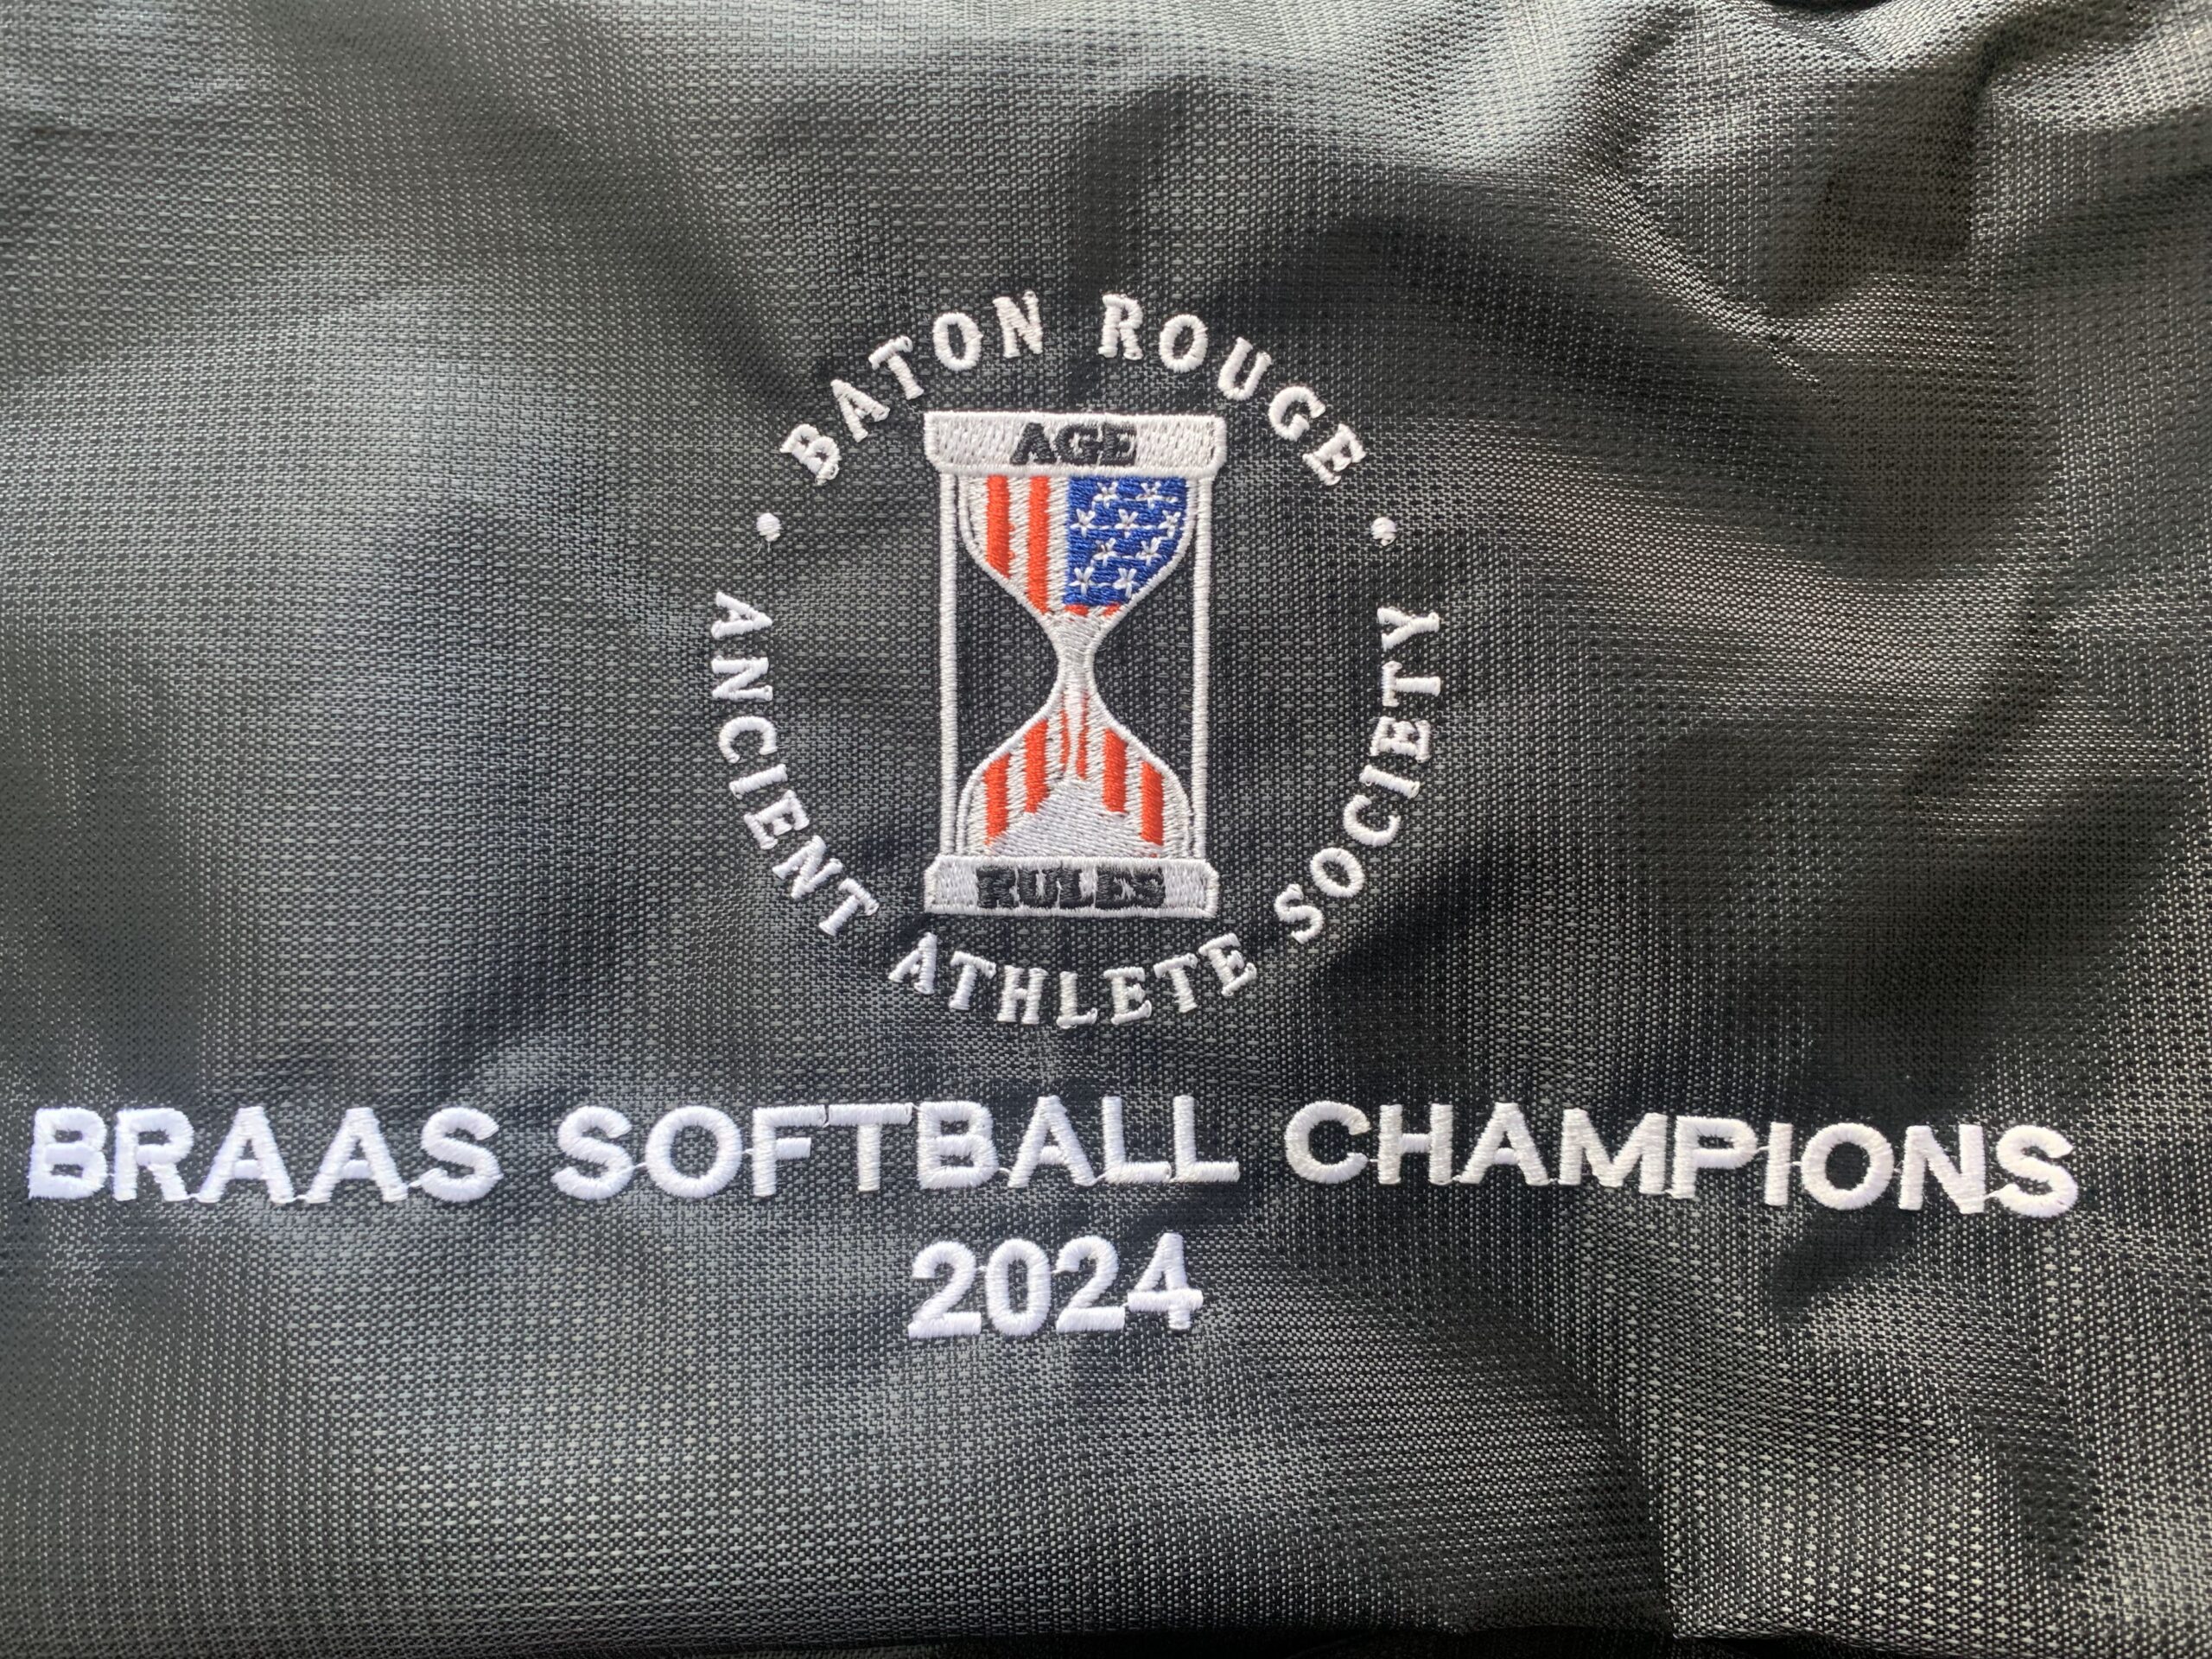 BATON ROUGE
AGE
RULES
ANCIENT ATHLETE SOCIETY
BRAAS SOFTBALL CHAMPIONS
2024